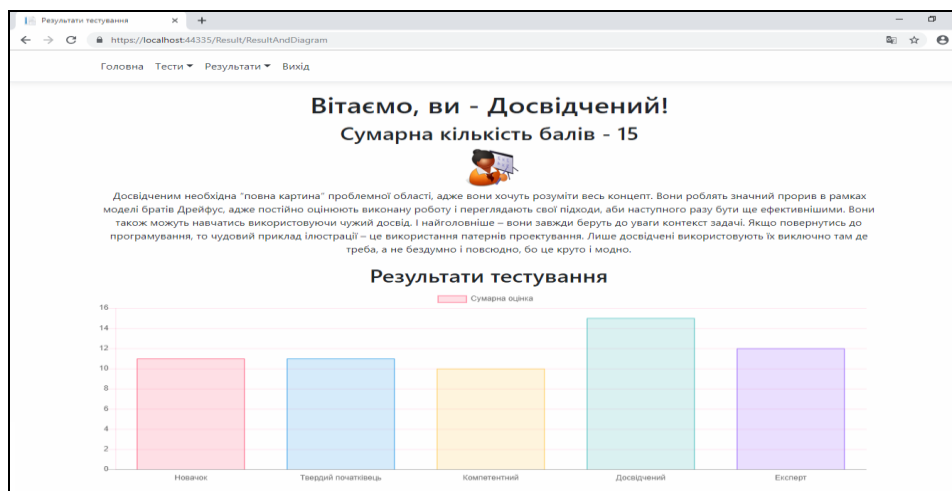 Результати тестування
https://localhost:44335/Result/ResultAndDiagram
Головна Тести Результати Вихід
Вітаємо, ви - Досвідчений!
Сумарна кількість балів - 15
Досвідченим необхідна "повна картина" проблемної області, адже вони хочуть розуміти весь концепт. Вони роблять значний прорив в рамках
моделі братів Дрейфус, адже постійно оцінюють виконану роботу і переглядають свої підходи, аби наступного разу бути ще ефективнішими. Вони
також можуть навчатись використовуючи чужий досвід. І найголовніше – вони завжди беруть до уваги контекст задачі. Якщо повернутись до
програмування, то чудовий приклад ілюстрації – це використання патернів проектування. Лише досвідчені використовують їх виключно там де
треба, а не бездумно і повсюдно, бо це круто і модно.
Результати тестування
Сумарна оцінка
16
14
12
10
8
6
4
2
0
Новачок Твердий початківець Компетентний Досвідчений Експерт